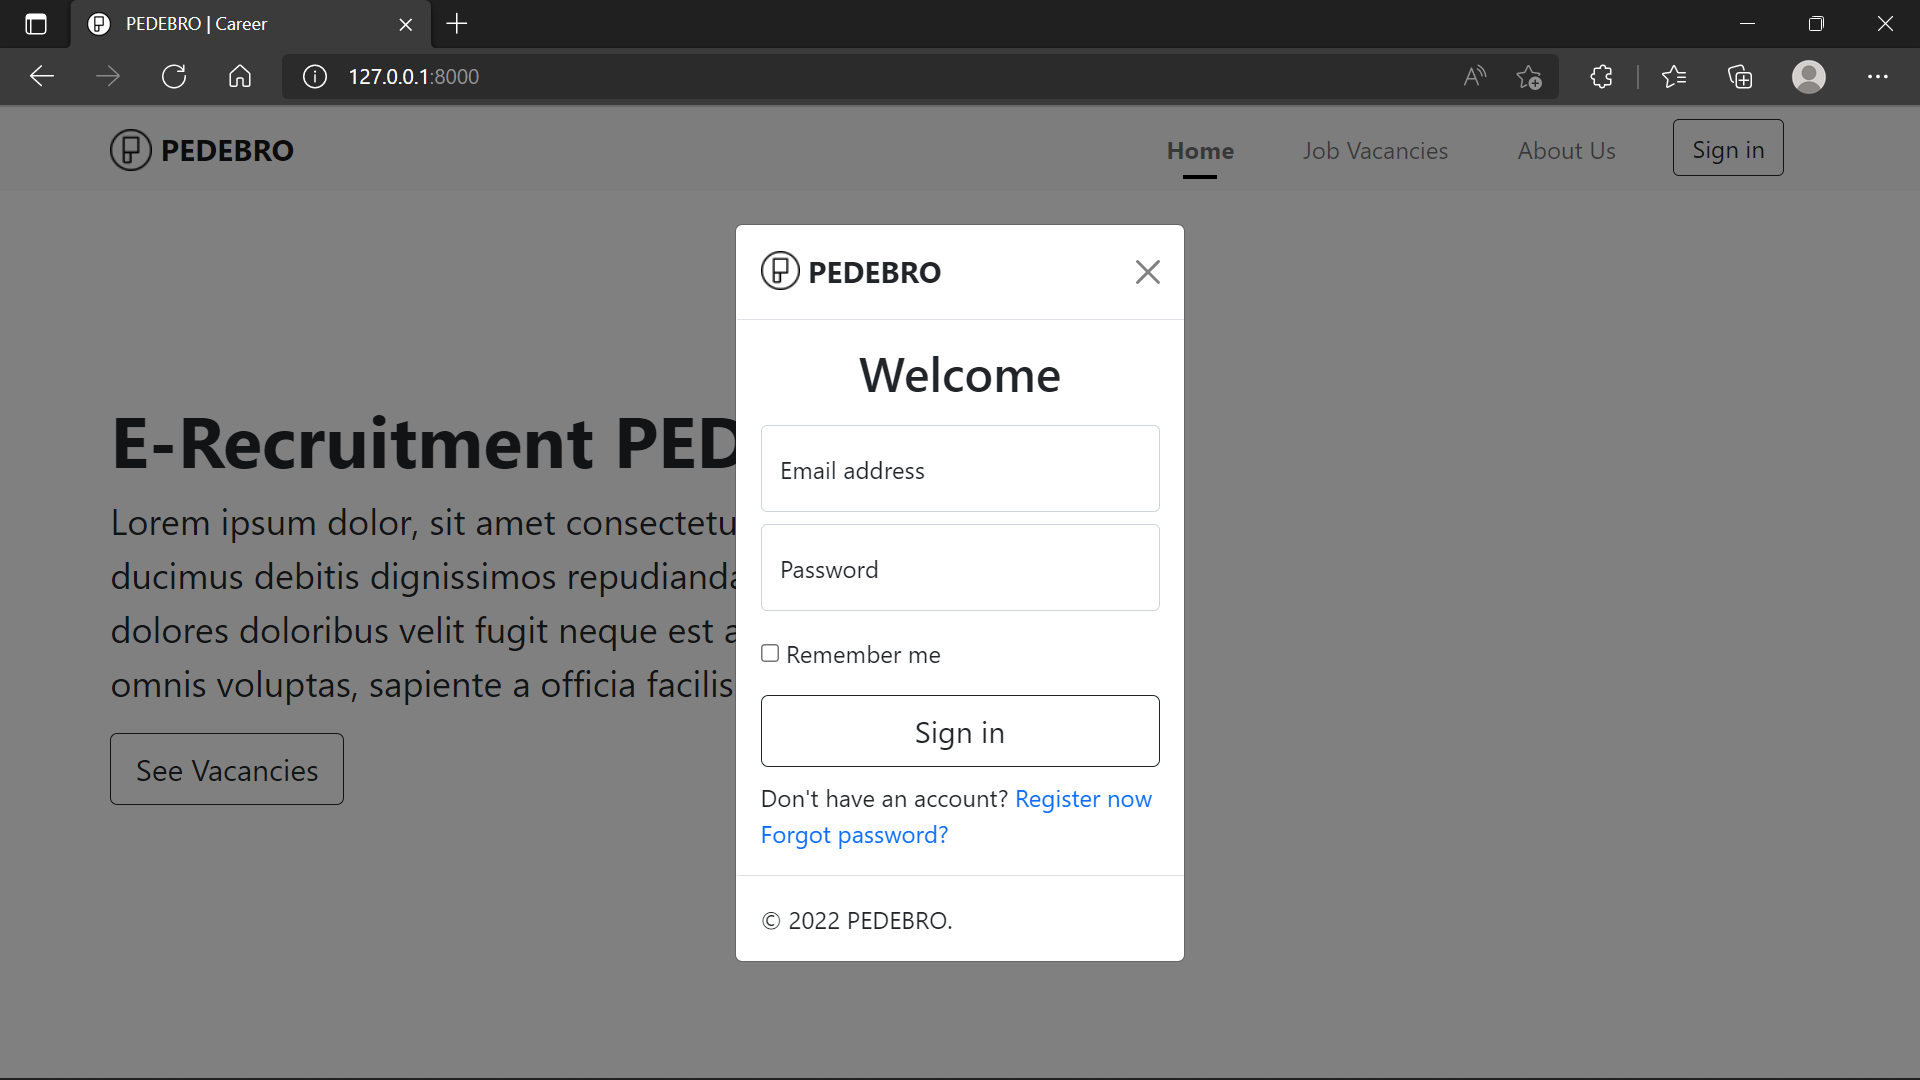 PEDEBRO | Career
127.0.0.1:8000
PEDEBRO
Home
Job Vacancies
About Us
Sign in
E-Recruitment PED
Lorem ipsum dolor, sit amet consectetu
ducimus debitis dignissimos
dolores doloribus velit fugit neque est
omnis voluptas, sapiente a officia facilis
See Vacancies
PEDEBRO
Welcome
Email address
Password
Remember me
Sign in
Don't have an account? Register now
Forgot password?
© 2022 PEDEBRO.